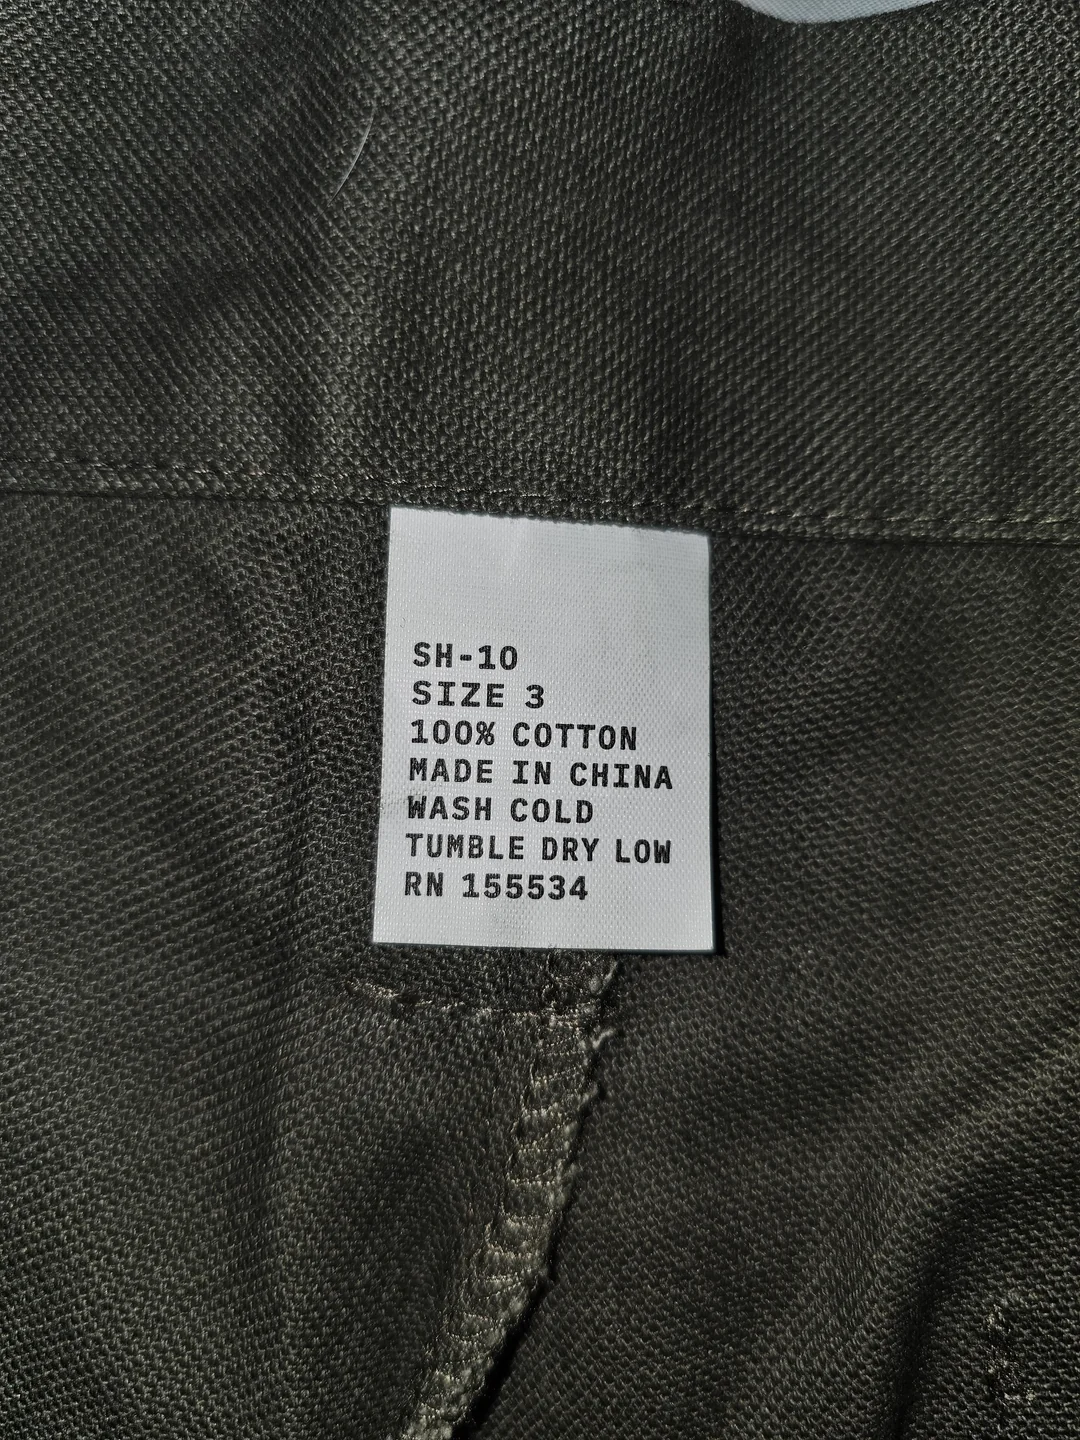 SH-10
SIZE 3
100% COTTON
MADE IN CHINA
WASH COLD
TUMBLE DRY LOW
RN 155534